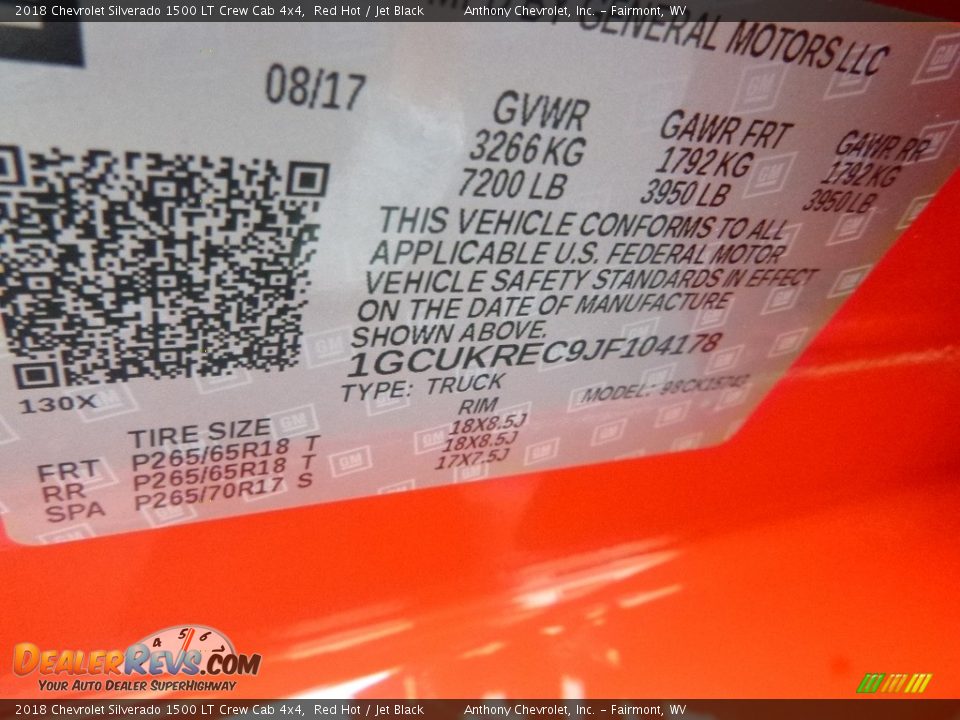 2018 Chevrolet Silverado 1500 LT Crew Cab 4x4, Red Hot / Jet Black Anthony Chevrolet, Inc. - Fairmont, WV
BY GENERAL MOTORS LLC
08/17
GVWR GAWR FRT GAWR RR
3266 KG 1792 KG 1792 KG
7200 LB 3950 LB 3950 LB
THIS VEHICLE CONFORMS TO ALL
APPLICABLE U.S. FEDERAL MOTOR
VEHICLE SAFETY STANDARDS IN EFFECT
ON THE DATE OF MANUFACTURE
SHOWN ABOVE.
1GCUKREC9JF104178
TYPE: TRUCK MODEL:
130X
TIRE SIZE RIM
FRT P265/65R18 T 18X8.5J
RR P265/65R18 T 18X8.5J
SPA P265/70R17 S 17X7.5J
4 5 6
DEALERREVS.COM
YOUR AUTO DEALER SUPERHIGHWAY
2018 Chevrolet Silverado 1500 LT Crew Cab 4x4, Red Hot / Jet Black Anthony Chevrolet, Inc. - Fairmont, WV